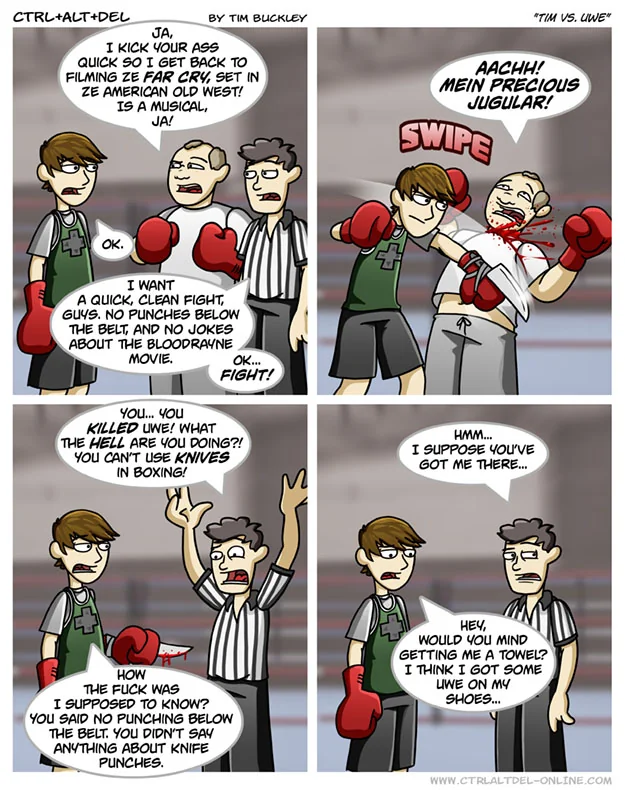 CTRL+ALT+DEL
BY TIM BUCKLEY
"TIM VS. UWE"
JA,
I KICK YOUR ASS
QUICK SO I GET BACK TO
FILMING ZE FAR CRY, SET IN
ZE AMERICAN OLD WEST!
IS A MUSICAL,
JA!
OK.
I WANT
A QUICK, CLEAN FIGHT,
GUYS. NO PUNCHES BELOW
THE BELT, AND NO JOKES
ABOUT THE BLOODRAYNE
MOVIE.
OK...
FIGHT!
AACHH!
MEIN PRECIOUS
JUGULAR!
SWIPE
YOU... YOU
KILLED UWE! WHAT
THE HELL ARE YOU DOING?!
YOU CAN'T USE KNIVES
IN BOXING!
HOW
THE FUCK WAS
I SUPPOSED TO KNOW?
YOU SAID NO PUNCHING BELOW
THE BELT. YOU DIDN'T SAY
ANYTHING ABOUT KNIFE
PUNCHES.
HMM...
I SUPPOSE YOU'VE
GOT ME THERE...
HEY,
WOULD YOU MIND
GETTING ME A TOWEL?
I THINK I GOT SOME
UWE ON MY
SHOES...
WWW.CTRLALTDEL-ONLINE.COM